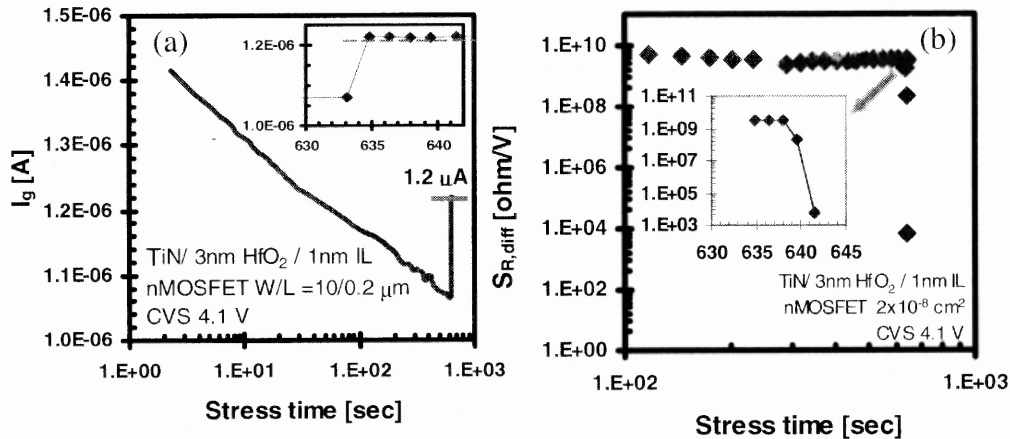 (a)
I_g [A]
1.5E-06
1.4E-06
1.3E-06
1.2E-06
1.1E-06
1.0E-06
1.2E-06
1.0E-06
630 635 640
1.2 µA
TiN/ 3nm HfO₂ / 1nm IL
nMOSFET W/L =10/0.2 µm
CVS 4.1 V
1.E+00 1.E+01 1.E+02 1.E+03
Stress time [sec]
(b)
S_R,diff [ohm/V]
1.E+10
1.E+08
1.E+06
1.E+04
1.E+02
1.E+00
1.E+11
1.E+09
1.E+07
1.E+05
1.E+03
630 635 640 645
TiN/ 3nm HfO₂ / 1nm IL
nMOSFET 2x10⁻⁸ cm²
CVS 4.1 V
1.E+02 1.E+03
Stress time [sec]